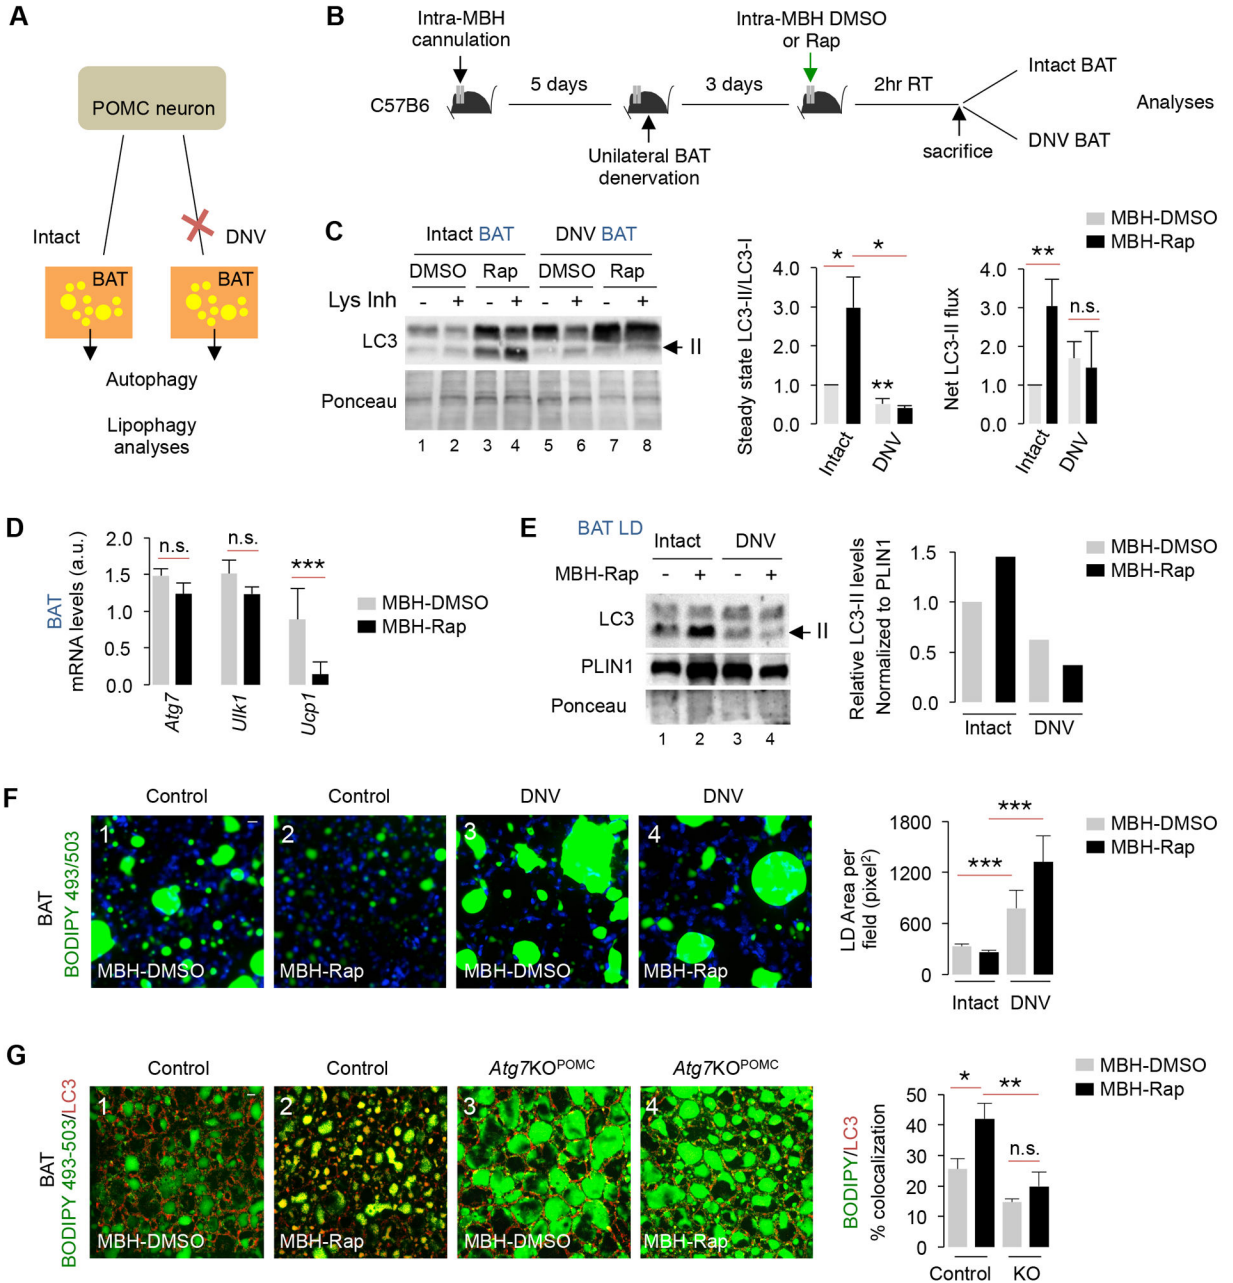 A
POMC neuron
Intact
DNV
BAT
BAT
Autophagy
Lipophagy
analyses
B
Intra-MBH
cannulation
Intra-MBH DMSO
or Rap
C57B6
5 days
3 days
2hr RT
Intact BAT
DNV BAT
Analyses
Unilateral BAT
denervation
sacrifice
C
Intact BAT
DNV BAT
DMSO
Rap
DMSO
Rap
Lys Inh
- + - + - + - +
LC3
II
Ponceau
1 2 3 4 5 6 7 8
Steady state LC3-II/LC3-I
4.0
3.0
2.0
1.0
0.0
*
*
**
Intact
DNV
Net LC3-II flux
4.0
3.0
2.0
1.0
0.0
**
n.s.
Intact
DNV
MBH-DMSO
MBH-Rap
D
BAT
mRNA levels (a.u.)
2.0
1.5
1.0
0.5
0.0
n.s.
n.s.
***
Atg7
Ulk1
Ucp1
MBH-DMSO
MBH-Rap
E
BAT LD
Intact
DNV
MBH-Rap
- + - +
LC3
II
PLIN1
Ponceau
1 2 3 4
Relative LC3-II levels
Normalized to PLIN1
1.5
1.0
0.5
0.0
Intact
DNV
MBH-DMSO
MBH-Rap
F
Control
Control
DNV
DNV
BAT
BODIPY 493/503
1
MBH-DMSO
2
MBH-Rap
3
MBH-DMSO
4
MBH-Rap
LD Area per
field (pixel²)
1800
1200
600
0
***
***
Intact
DNV
MBH-DMSO
MBH-Rap
G
Control
Control
Atg7KO^POMC
Atg7KO^POMC
BAT
BODIPY 493-503/LC3
1
MBH-DMSO
2
MBH-Rap
3
MBH-DMSO
4
MBH-Rap
BODIPY/LC3
% colocalization
50
40
30
20
10
0
*
**
n.s.
Control
KO
MBH-DMSO
MBH-Rap